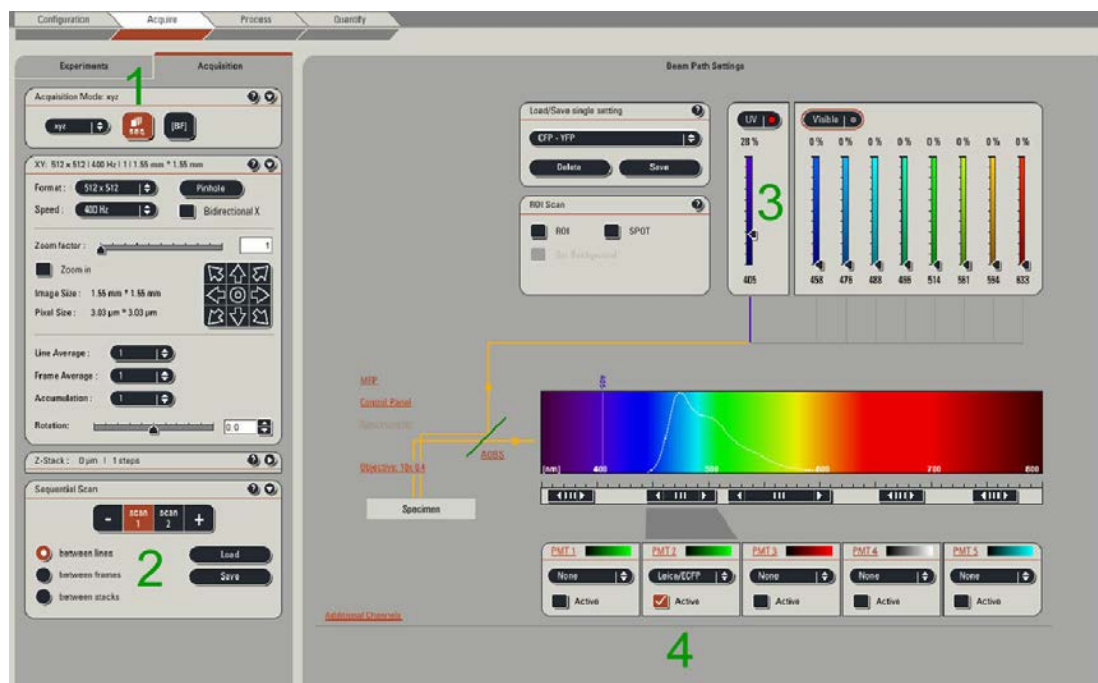 Configuration Acquire Process Quantify
Experiments Acquisition
1
Acquisition Mode: xyz
xyz seq [BF]
XY: 512 x 512 | 400 Hz | 1 | 1.55 mm * 1.55 mm
Format : 512 x 512 Pinhole
Speed : 400 Hz Bidirectional X
Zoom factor : 1
Zoom in
Image Size : 1.55 mm * 1.55 mm
Pixel Size : 3.03 µm * 3.03 µm
Line Average : 1
Frame Average : 1
Accumulation : 1
Rotation: 0.0
Z-Stack : 0 µm | 1 steps
Sequential Scan
- scan 1 scan 2 +
between lines Load
between frames Save
between stacks
2
Beam Path Settings
Load/Save single setting
CFP - YFP
Delete Save
ROI Scan
ROI SPOT
Set Background
UV Visible
28 % 0 % 0 % 0 % 0 % 0 % 0 % 0 % 0 %
3
405 458 476 488 496 514 561 594 633
MFP
Control Panel
Objective: 10x 0.4
AOBS
Specimen
405
[nm] 400 500 700 800
PMT 1 PMT 2 PMT 3 PMT 4 PMT 5
None Leica/ECFP None None None
Active Active Active Active Active
Additional Channels
4